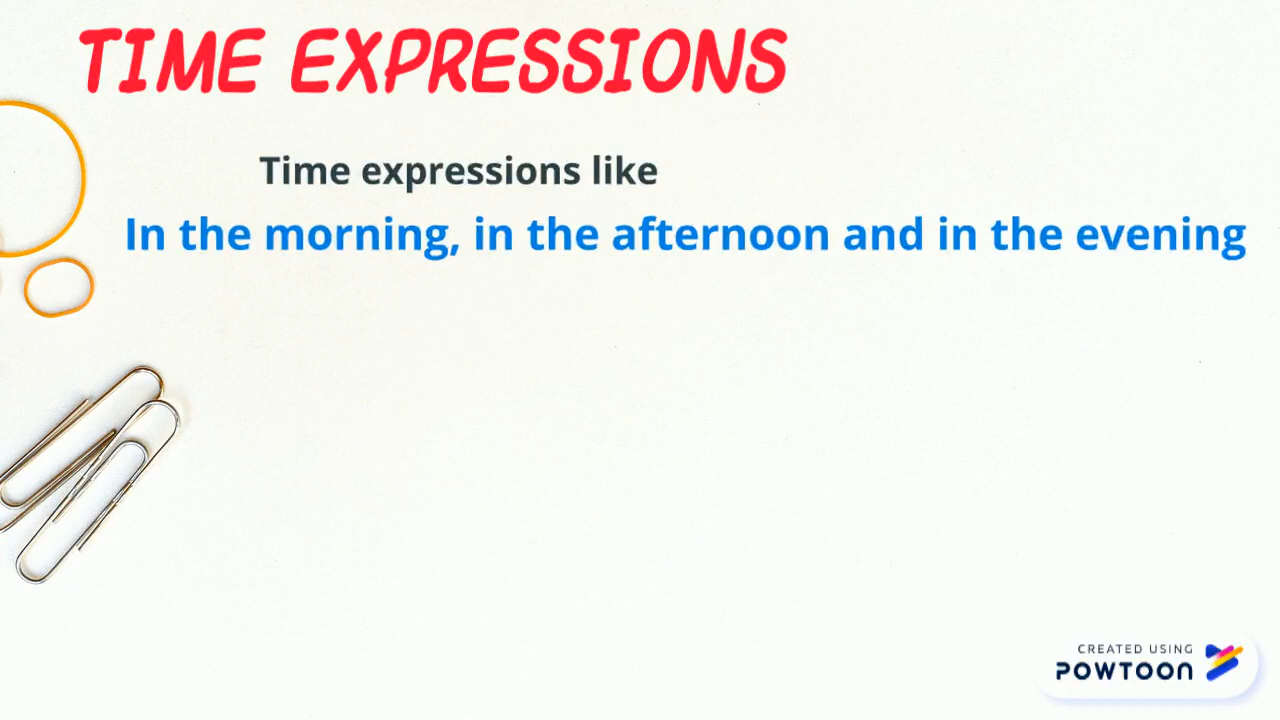 TIME EXPRESSIONS
Time expressions like
In the morning, in the afternoon and in the evening
CREATED USING
POWTOON